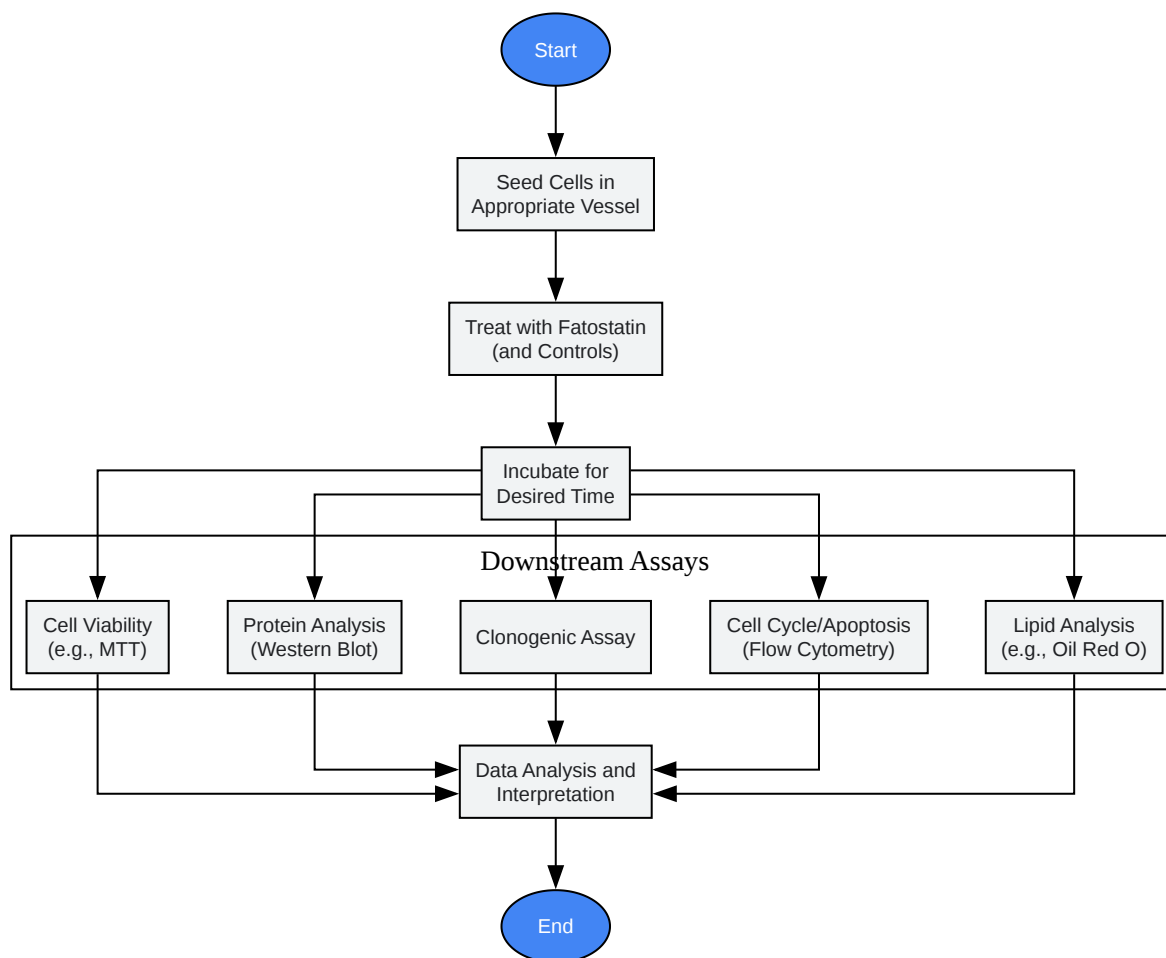 Start
Seed Cells in
Appropriate Vessel
Treat with Fatostatin
(and Controls)
Incubate for
Desired Time
Downstream Assays
Cell Viability
(e.g., MTT)
Protein Analysis
(Western Blot)
Clonogenic Assay
Cell Cycle/Apoptosis
(Flow Cytometry)
Lipid Analysis
(e.g., Oil Red O)
Data Analysis and
Interpretation
End